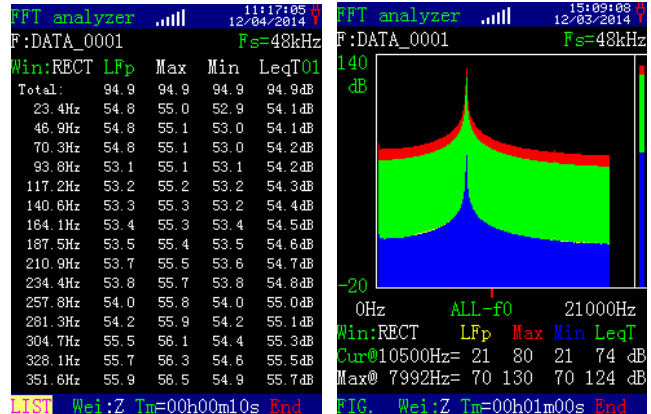 FFT analyzer 11:17:05
12/04/2014
F:DATA_0001 Fs=48kHz
Win:RECT LFp Max Min LeqT01
Total: 94.9 94.9 94.9 94.9dB
23.4Hz 54.8 55.0 52.9 54.1dB
46.9Hz 54.8 55.1 53.0 54.1dB
70.3Hz 54.8 55.1 53.0 54.2dB
93.8Hz 53.1 55.1 53.1 54.2dB
117.2Hz 53.2 55.2 53.2 54.3dB
140.6Hz 53.3 55.3 53.2 54.4dB
164.1Hz 53.4 55.3 53.4 54.5dB
187.5Hz 53.5 55.4 53.5 54.6dB
210.9Hz 53.7 55.5 53.6 54.7dB
234.4Hz 53.8 55.7 53.8 54.8dB
257.8Hz 54.0 55.8 54.0 55.0dB
281.3Hz 54.2 55.9 54.2 55.1dB
304.7Hz 55.5 56.1 54.4 55.3dB
328.1Hz 55.7 56.3 54.6 55.5dB
351.6Hz 55.9 56.5 54.9 55.7dB
LIST Wei:Z Tm=00h00m10s End
FFT analyzer 15:09:08
12/03/2014
F:DATA_0001 Fs=48kHz
140
dB
-20
0Hz ALL-f0 21000Hz
Win:RECT LFp Max Min LeqT
Cur@10500Hz= 21 80 21 74 dB
Max@ 7992Hz= 70 130 70 124 dB
FIG. Wei:Z Tm=00h01m00s End